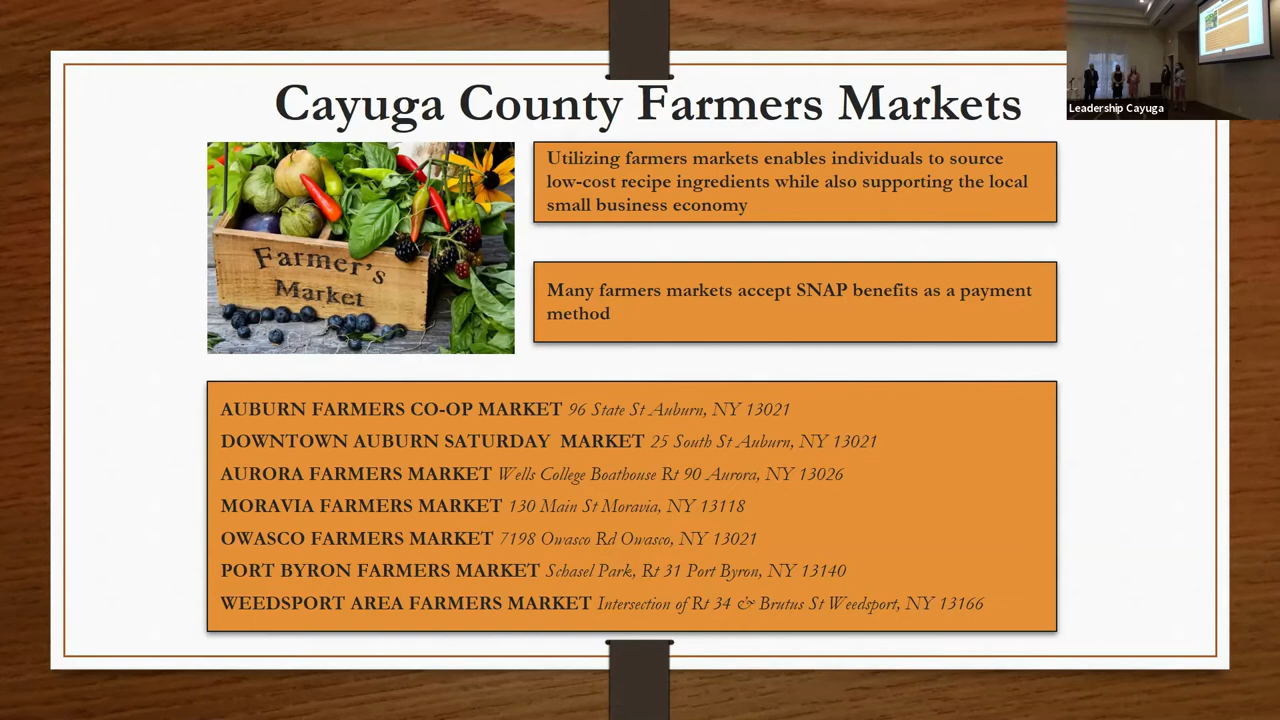 Cayuga County Farmers Markets
Leadership Cayuga
Farmer's
Market
Utilizing farmers markets enables individuals to source
low-cost recipe ingredients while also supporting the local
small business economy
Many farmers markets accept SNAP benefits as a payment
method
AUBURN FARMERS CO-OP MARKET 96 State St Auburn, NY 13021
DOWNTOWN AUBURN SATURDAY MARKET 25 South St Auburn, NY 13021
AURORA FARMERS MARKET Wells College Boathouse Rt 90 Aurora, NY 13026
MORAVIA FARMERS MARKET 130 Main St Moravia, NY 13118
OWASCO FARMERS MARKET 7198 Owasco Rd Owasco, NY 13021
PORT BYRON FARMERS MARKET Schasel Park, Rt 31 Port Byron, NY 13140
WEEDSPORT AREA FARMERS MARKET Intersection of Rt 34 & Brutus St Weedsport, NY 13166